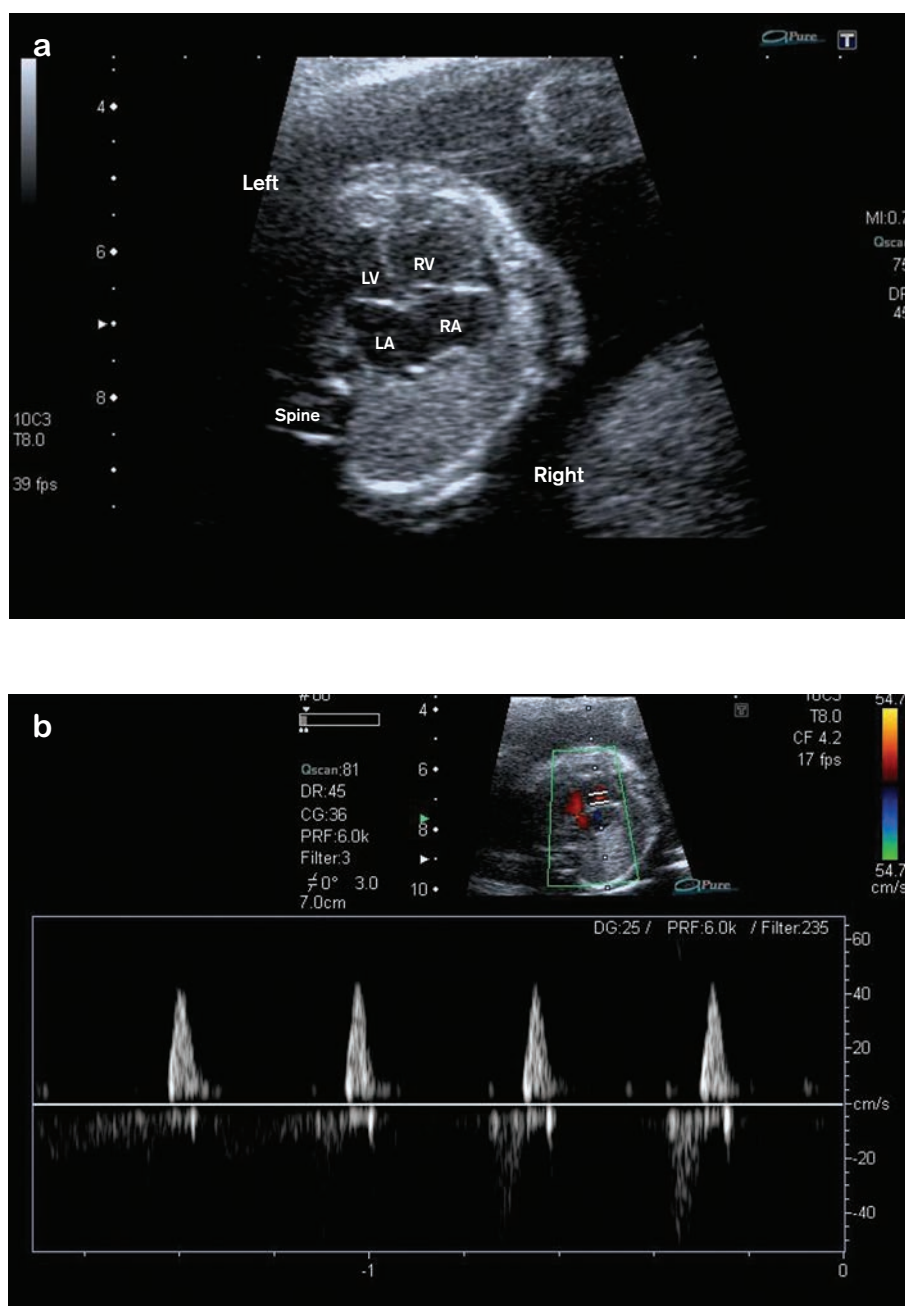 a
aPure T
4
Left
MI:0.7
6
RV
LV
RA
LA
8
Spine
10C3
T8.0
Right
39 fps
b
4
T8.0
CF 4.2
17 fps
54.7
Qscan:81
6
DR:45
CG:36
PRF:6.0k
8
Filter:3
0° 3.0
10
7.0cm
aPure
54.7
cm/s
DG:25 / PRF:6.0k / Filter:235
60
40
20
cm/s
-20
-40
-1
0